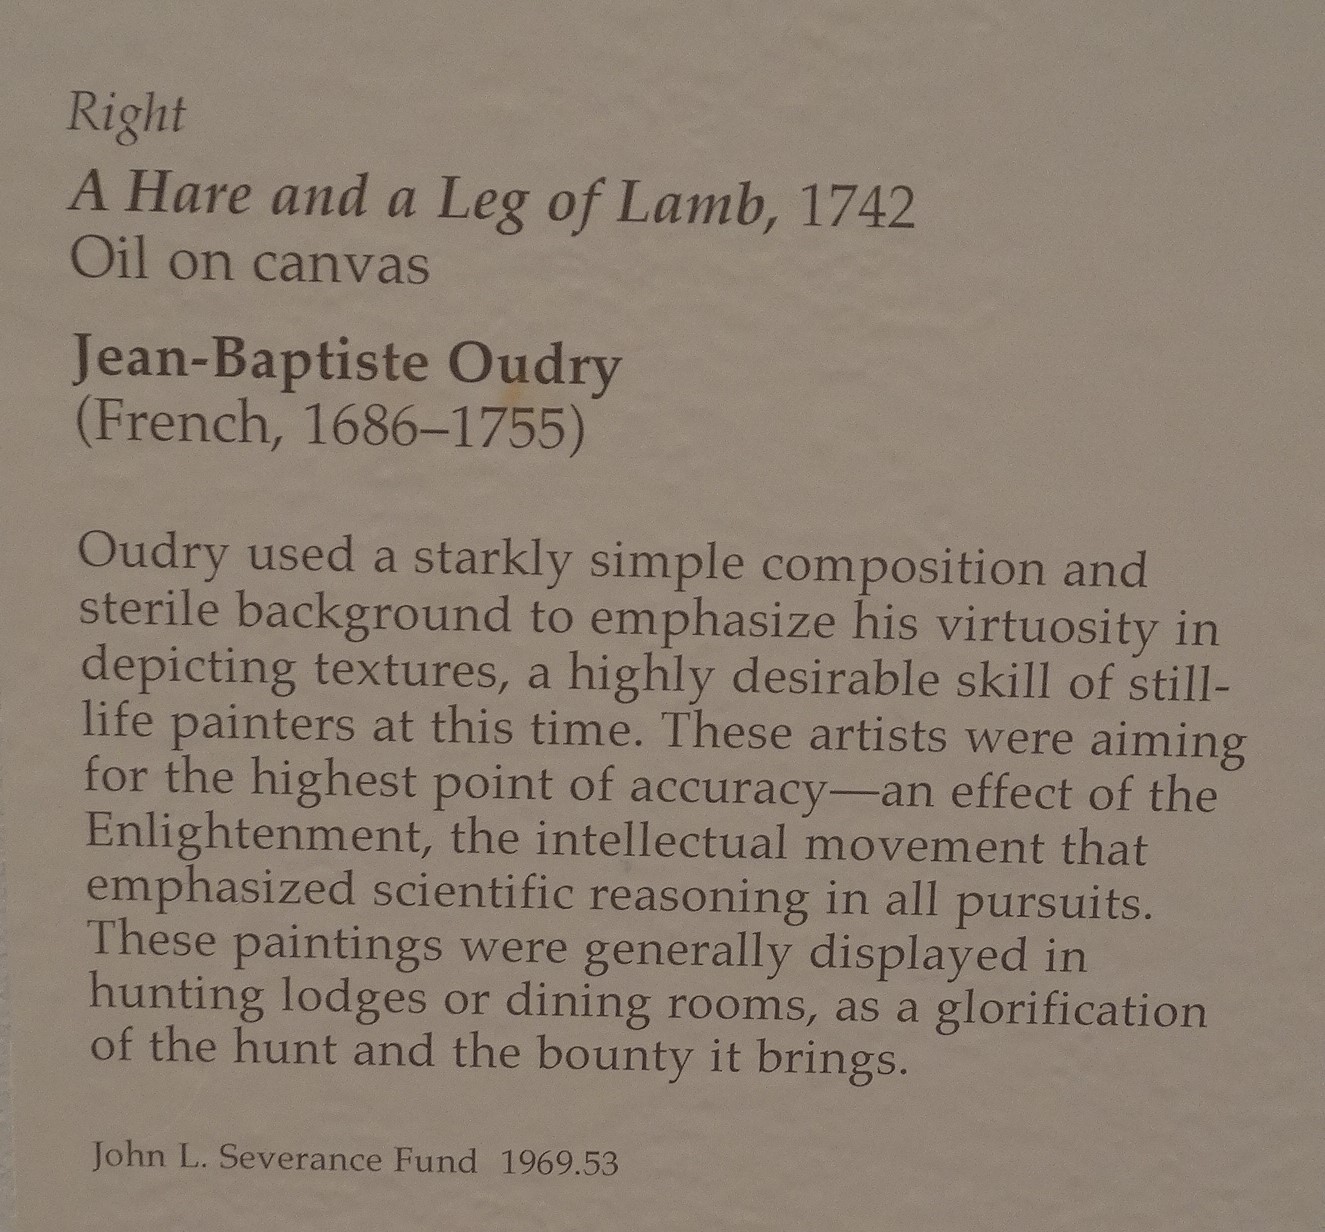 Right
A Hare and a Leg of Lamb, 1742
Oil on canvas
Jean-Baptiste Oudry
(French, 1686–1755)
Oudry used a starkly simple composition and
sterile background to emphasize his virtuosity in
depicting textures, a highly desirable skill of still-
life painters at this time. These artists were aiming
for the highest point of accuracy—an effect of the
Enlightenment, the intellectual movement that
emphasized scientific reasoning in all pursuits.
These paintings were generally displayed in
hunting lodges or dining rooms, as a glorification
of the hunt and the bounty it brings.
John L. Severance Fund 1969.53